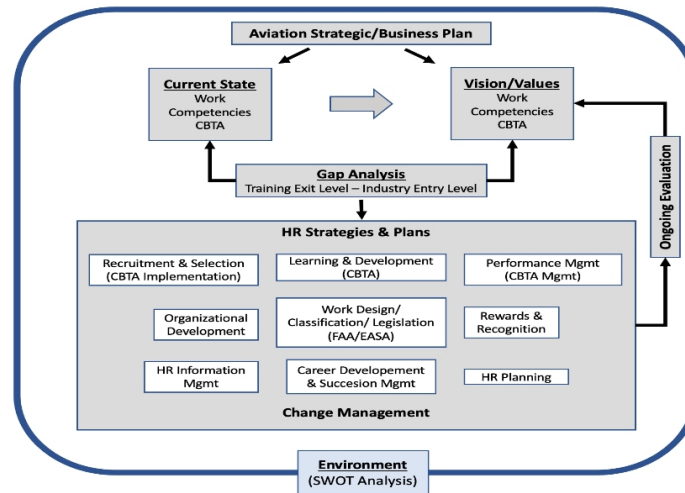 Aviation Strategic/Business Plan
Current State
Work
Competencies
CBTA
Vision/Values
Work
Competencies
CBTA
Gap Analysis
Training Exit Level – Industry Entry Level
Ongoing Evaluation
HR Strategies & Plans
Recruitment & Selection
(CBTA Implementation)
Learning & Development
(CBTA)
Performance Mgmt
(CBTA Mgmt)
Organizational
Development
Work Design/
Classification/ Legislation
(FAA/EASA)
Rewards &
Recognition
HR Information
Mgmt
Career Developement
& Succesion Mgmt
HR Planning
Change Management
Environment
(SWOT Analysis)